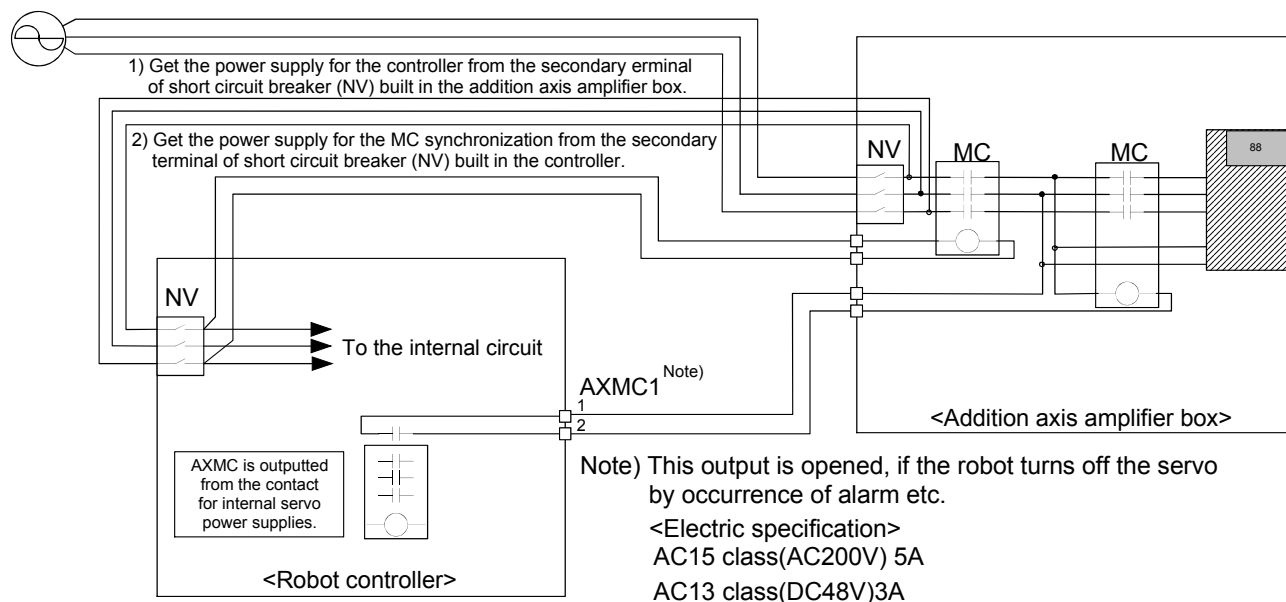 1) Get the power supply for the controller from the secondary erminal
of short circuit breaker (NV) built in the addition axis amplifier box.
2) Get the power supply for the MC synchronization from the secondary
terminal of short circuit breaker (NV) built in the controller.
NV
MC
MC
88
NV
To the internal circuit
AXMC1 Note)
1
2
<Addition axis amplifier box>
AXMC is outputted
from the contact
for internal servo
power supplies.
<Robot controller>
Note) This output is opened, if the robot turns off the servo
by occurrence of alarm etc.
<Electric specification>
AC15 class(AC200V) 5A
AC13 class(DC48V)3A